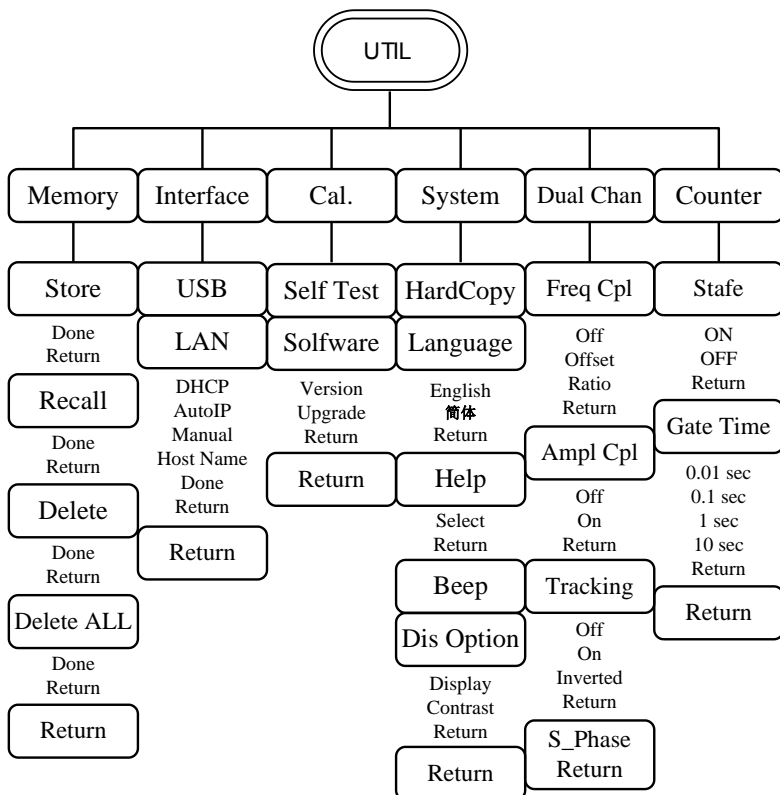 UTIL
Memory
Interface
Cal.
System
Dual Chan
Counter
Store
Done
Return
Recall
Done
Return
Delete
Done
Return
Delete ALL
Done
Return
Return
USB
LAN
DHCP
AutoIP
Manual
Host Name
Done
Return
Return
Self Test
Solfware
Version
Upgrade
Return
Return
HardCopy
Language
English
简体
Return
Help
Select
Return
Beep
Dis Option
Display
Contrast
Return
Return
Freq Cpl
Off
Offset
Ratio
Return
Ampl Cpl
Off
On
Return
Tracking
Off
On
Inverted
Return
S_Phase
Return
Stafe
ON
OFF
Return
Gate Time
0.01 sec
0.1 sec
1 sec
10 sec
Return
Return